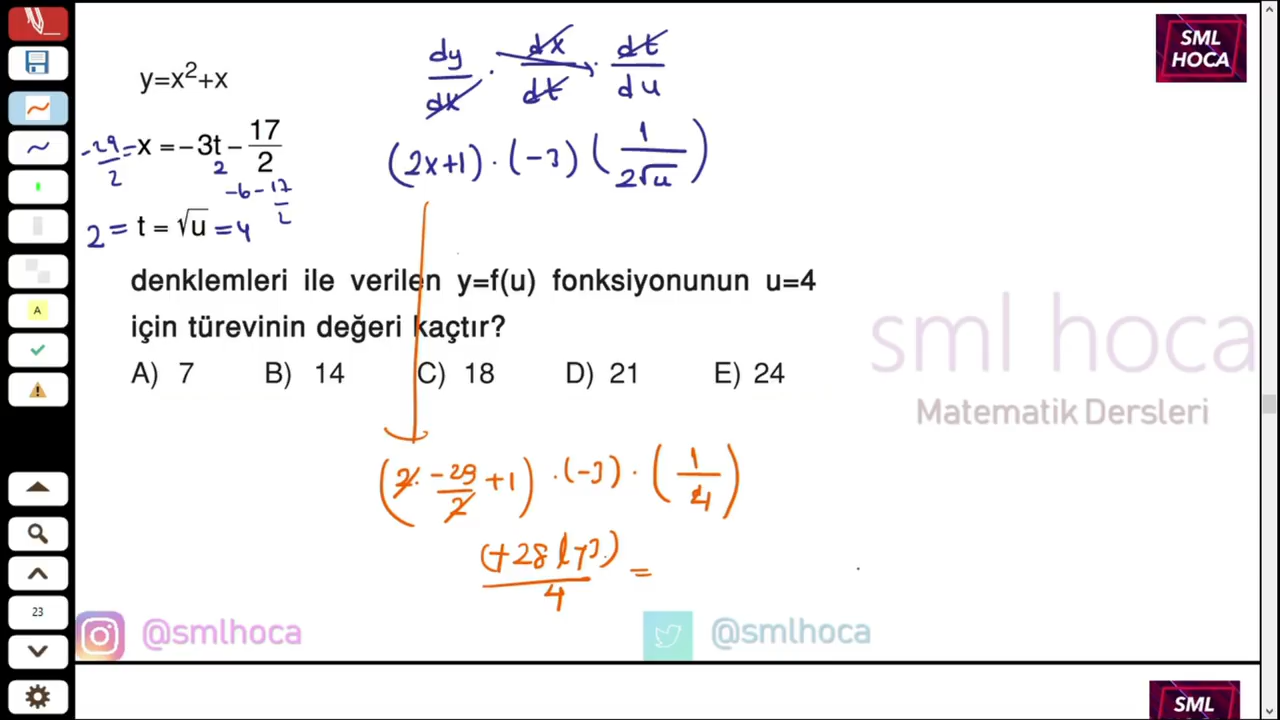 SML
HOCA
dy/dx · dx/dt · dt/du
y=x²+x
(2x+1) · (-3) (1/2√u)
-29/2 = x = -3t - 17/2
2
-6 - 17/2
2 = t = √u = 4
denklemleri ile verilen y=f(u) fonksiyonunun u=4
için türevinin değeri kaçtır?
A) 7 B) 14 C) 18 D) 21 E) 24
sml hoca
Matematik Dersleri
(2 · -29/2 + 1) · (-3) · (1/4)
(+28)(+3)/4 =
A
23
@smlhoca @smlhoca
SML